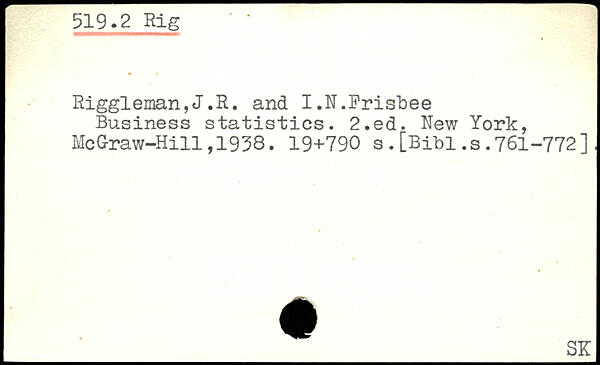 519.2 Rig
Riggleman,J.R. and I.N.Frisbee
Business statistics. 2.ed. New York,
McGraw-Hill,1938. 19+790 s.[Bibl.s.761-772].
SK